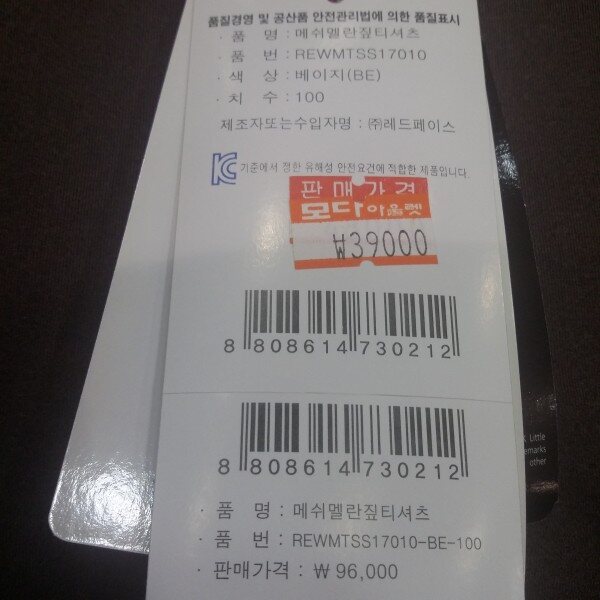 품질경영 및 공산품 안전관리법에 의한 품질표시
· 품 명 : 메쉬멜란짚티셔츠
· 품 번 : REWMTSS17010
· 색 상 : 베이지(BE)
· 치 수 : 100
제조자또는수입자명 : ㈜레드페이스
기준에서 정한 유해성 안전요건에 적합한 제품입니다.
판매가격
모다아울렛
₩39000
8 808614 730212
8 808614 730212
· 품 명 : 메쉬멜란짚티셔츠
· 품 번 : REWMTSS17010-BE-100
· 판매가격 : ₩ 96,000
Little
other